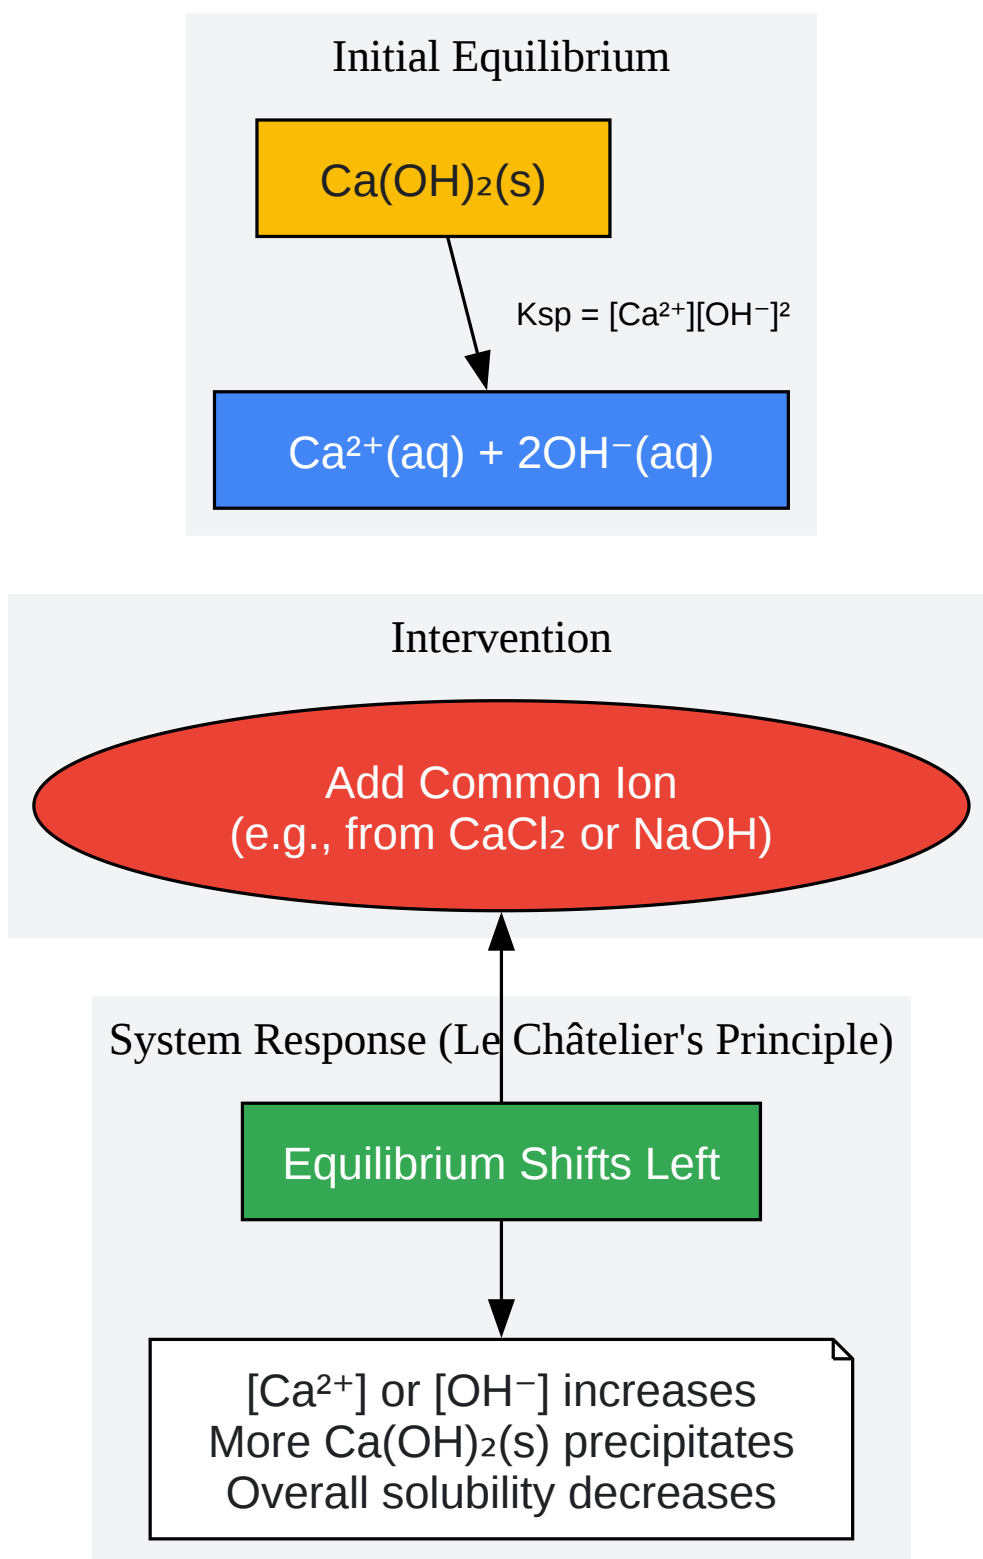 Initial Equilibrium
Ca(OH)₂(s)
Ksp = [Ca²⁺][OH⁻]²
Ca²⁺(aq) + 2OH⁻(aq)
Intervention
Add Common Ion
(e.g., from CaCl₂ or NaOH)
System Response (Le Châtelier's Principle)
Equilibrium Shifts Left
[Ca²⁺] or [OH⁻] increases
More Ca(OH)₂(s) precipitates
Overall solubility decreases